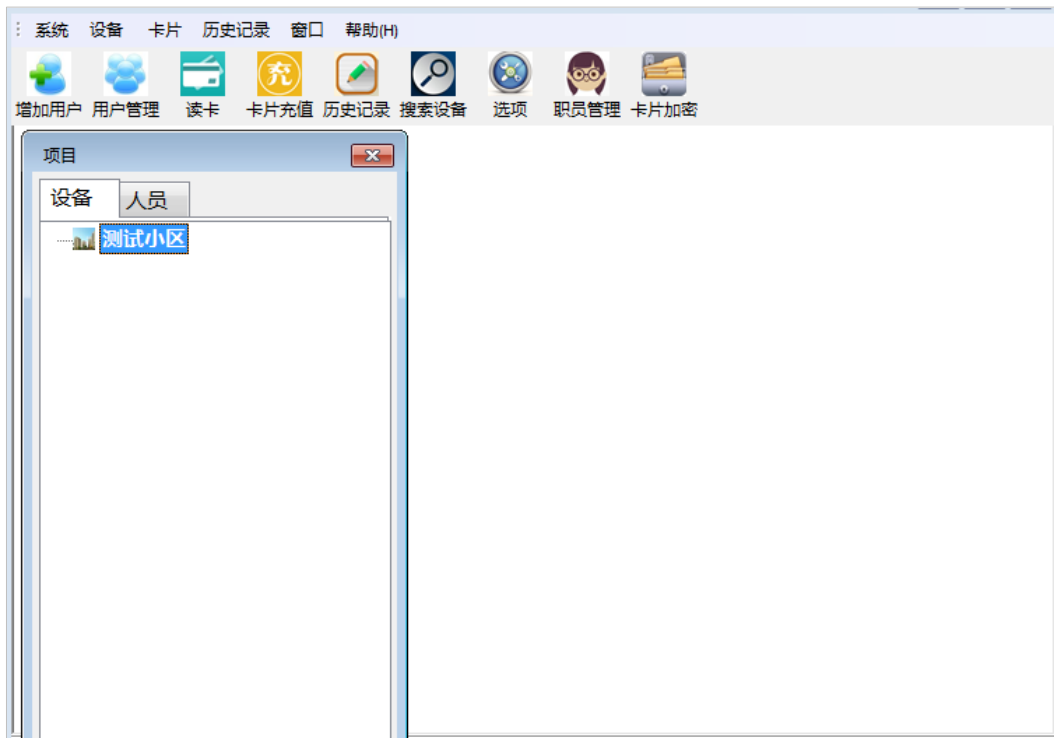 系统 设备 卡片 历史记录 窗口 帮助(H)
充
增加用户 用户管理 读卡 卡片充值 历史记录 搜索设备 选项 职员管理 卡片加密
项目
设备 人员
测试小区